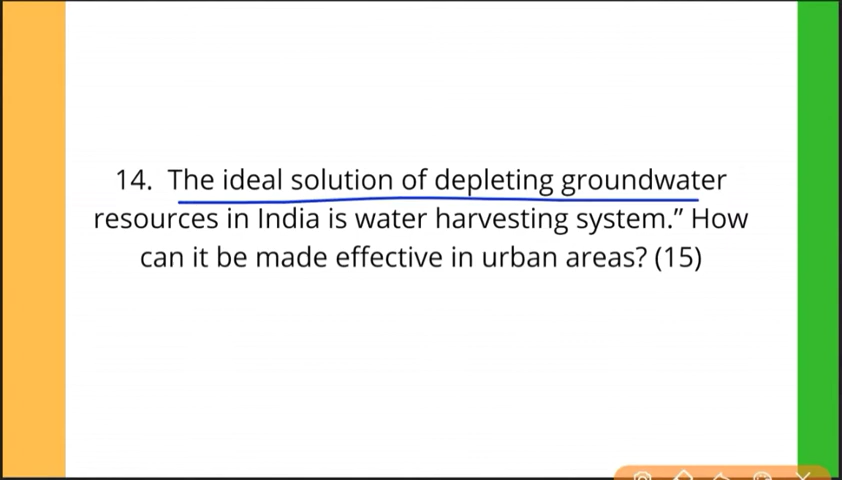 14. The ideal solution of depleting groundwater
resources in India is water harvesting system.” How
can it be made effective in urban areas? (15)